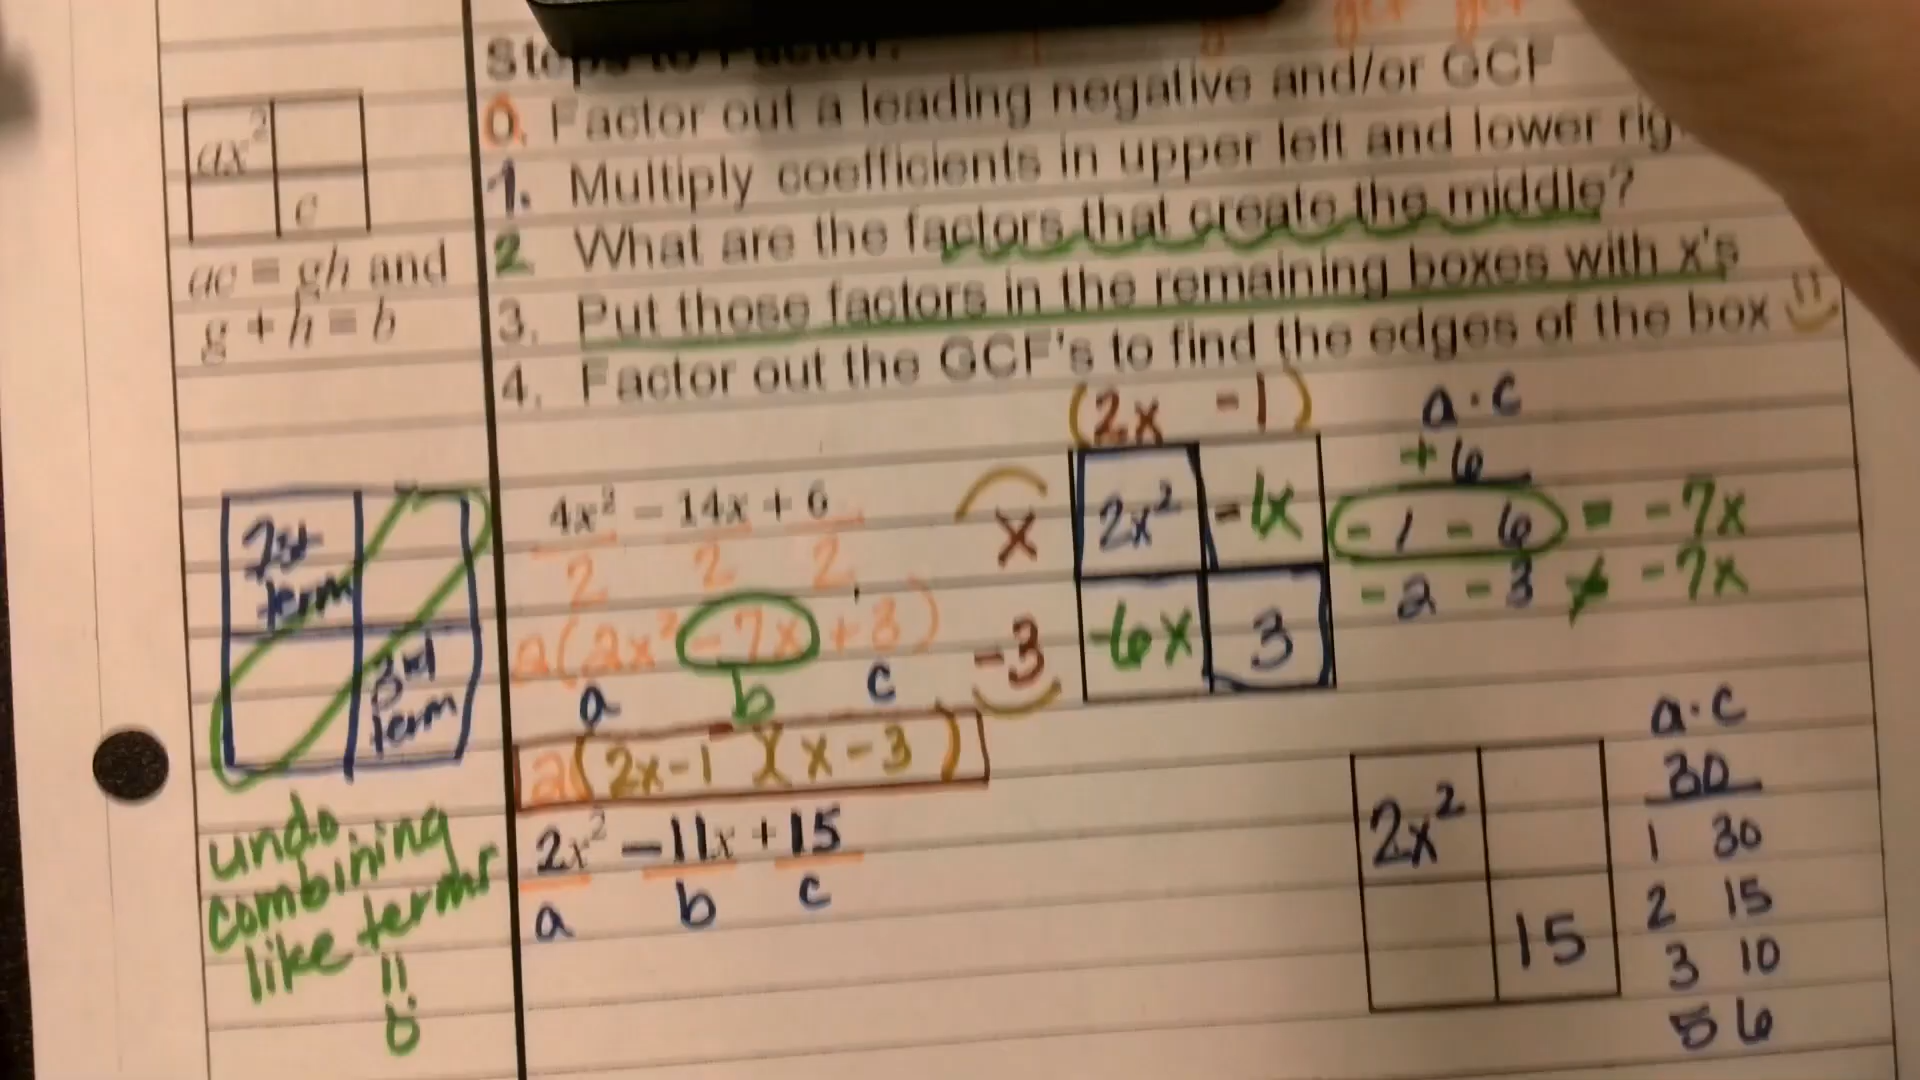 Steps to Factor:
0. Factor out a leading negative and/or GCF
1. Multiply coefficients in upper left and lower
2. What are the factors that create the middle?
3. Put those factors in the remaining boxes with x's
4. Factor out the GCF's to find the edges of the box
ax²
c
ac = gh and
g + h = b
1st
term
3rd
term
undo
combining
like terms
4x² - 14x + 6
2 2 2
2(2x² - 7x + 3)
a b c
2(2x-1)(x-3)
2x² - 11x + 15
a b c
(2x -1)
x
-3
2x² -1x
-6x 3
a·c
+6
-1 -6 = -7x
-2 -3 ≠ -7x
2x²
15
a·c
30
1 30
2 15
3 10
5 6